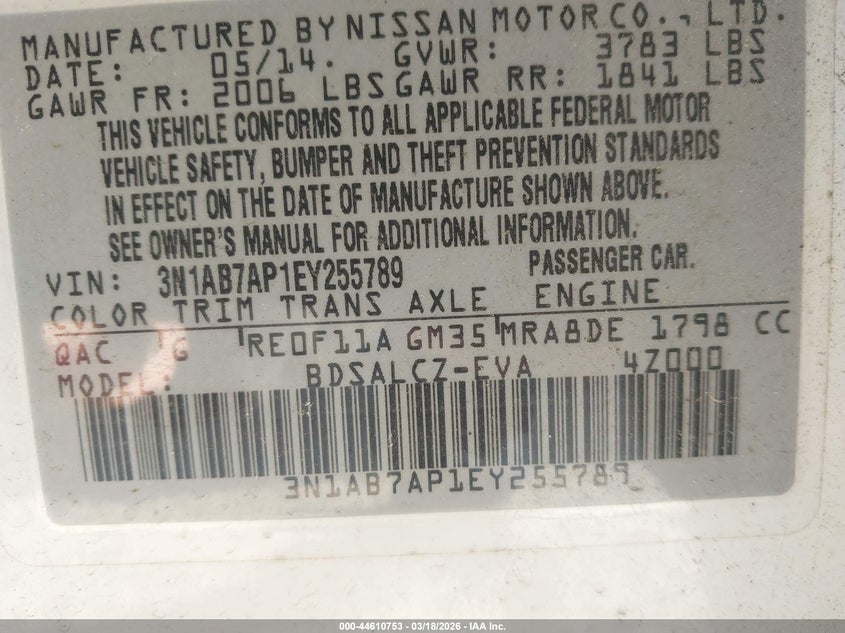 MANUFACTURED BY NISSAN MOTOR CO., LTD.
DATE: 05/14. GVWR: 3783 LBS
GAWR FR: 2006 LBS GAWR RR: 1841 LBS
THIS VEHICLE CONFORMS TO ALL APPLICABLE FEDERAL MOTOR
VEHICLE SAFETY, BUMPER AND THEFT PREVENTION STANDARDS
IN EFFECT ON THE DATE OF MANUFACTURE SHOWN ABOVE.
SEE OWNER'S MANUAL FOR ADDITIONAL INFORMATION.
VIN: 3N1AB7AP1EY255789 PASSENGER CAR.
COLOR TRIM TRANS AXLE ENGINE
QAC G RE0F11A GM35 MRA8DE 1798 CC
MODEL: BDSALCZ-EVA 4Z000
3N1AB7AP1EY255789
000-44610753 — 03/18/2026 — IAA Inc.